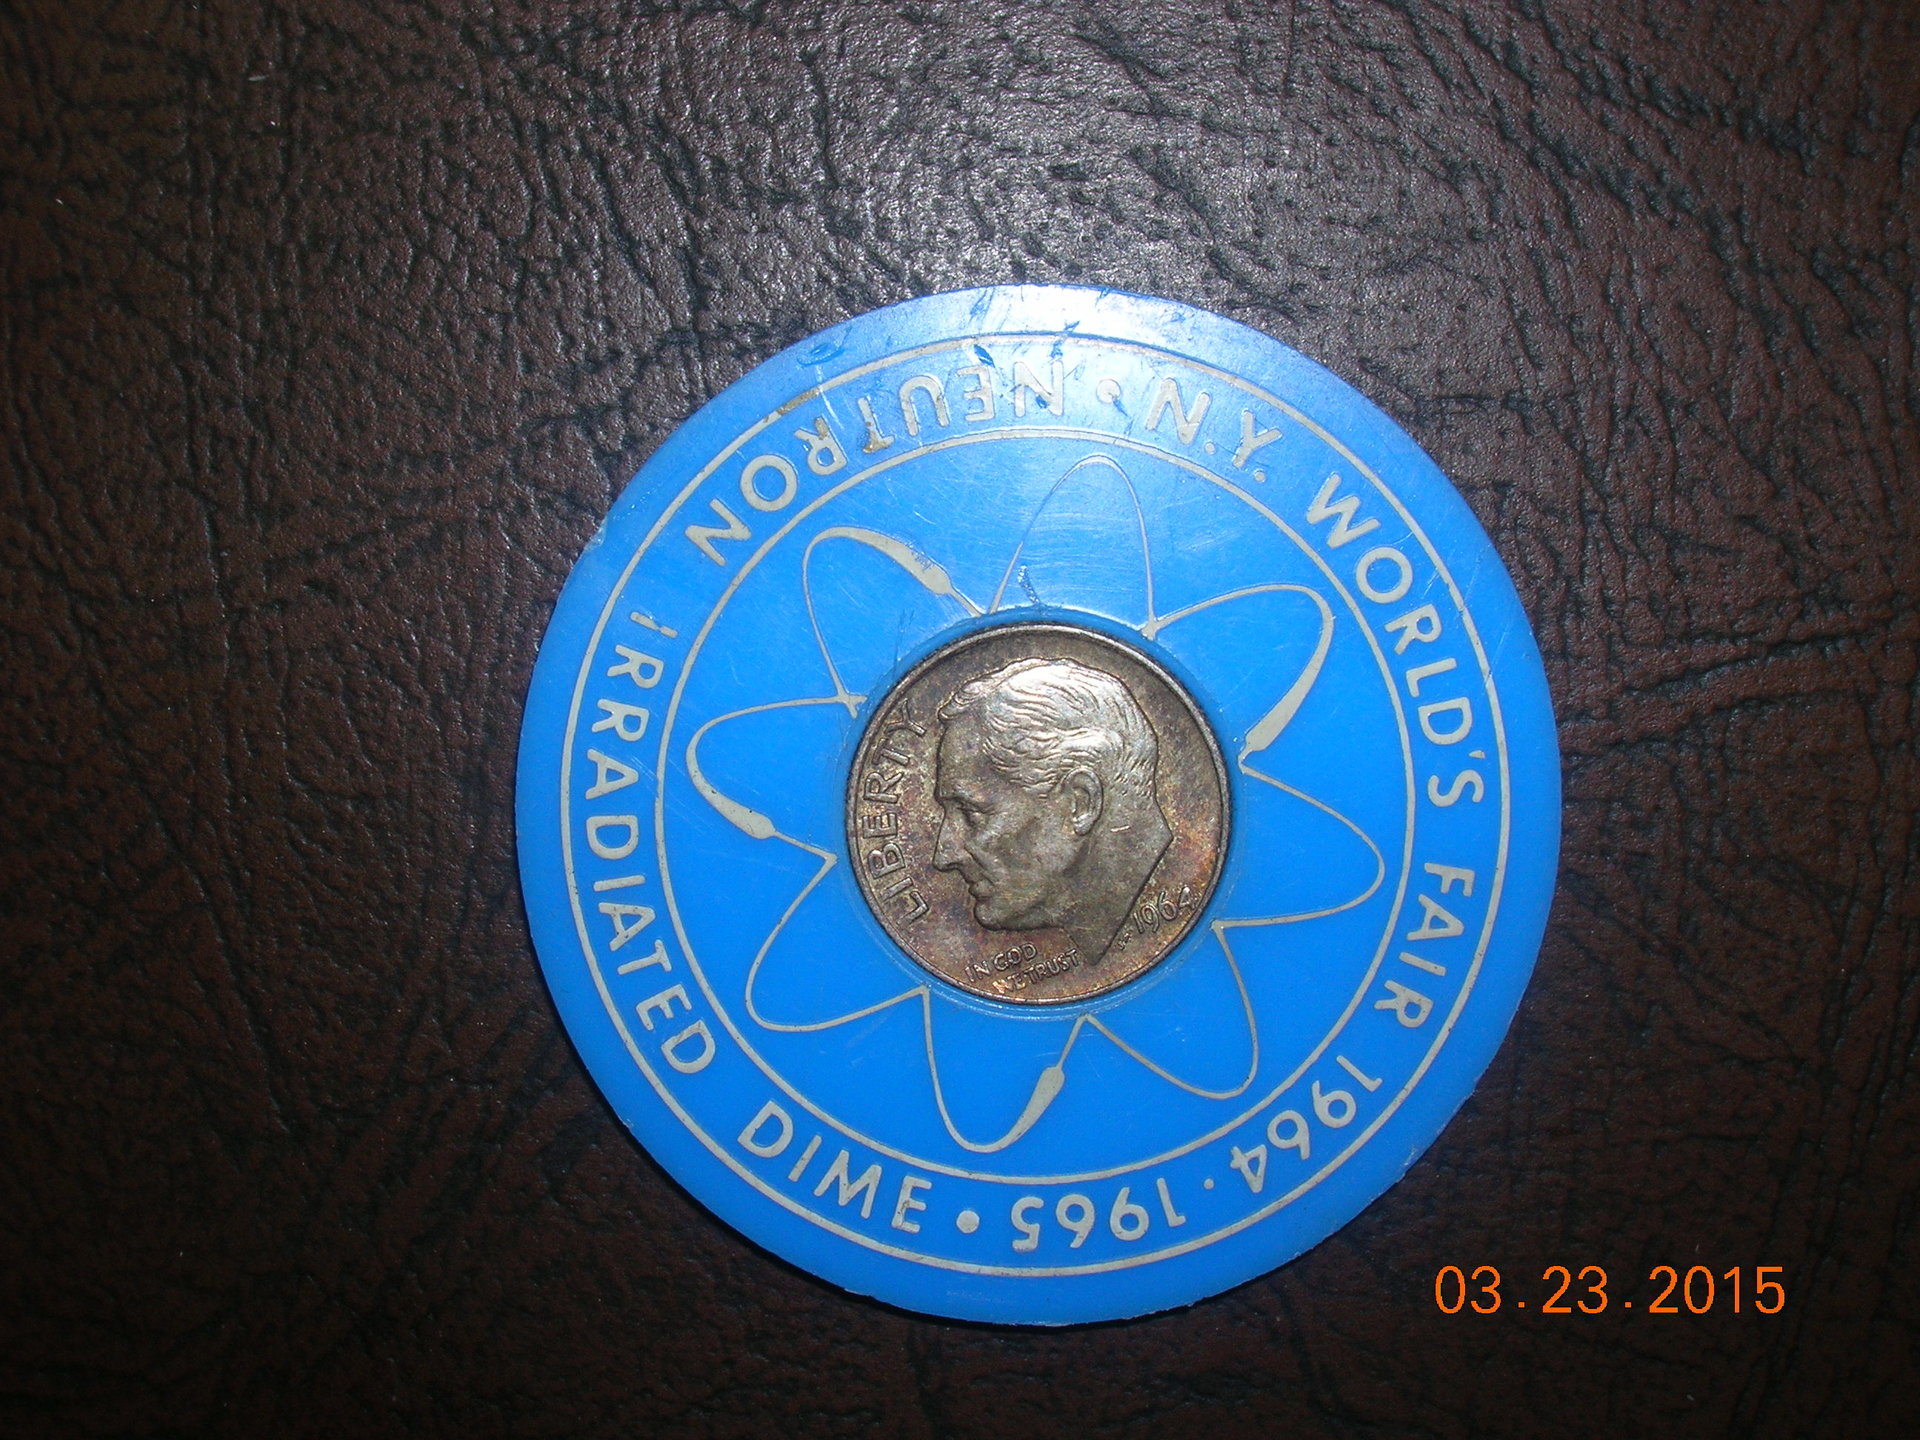 NEUTRON IRRADIATED DIME •
N.Y. WORLD'S FAIR 1964 · 1965 •
LIBERTY
IN GOD
WE TRUST
1964
03.23.2015